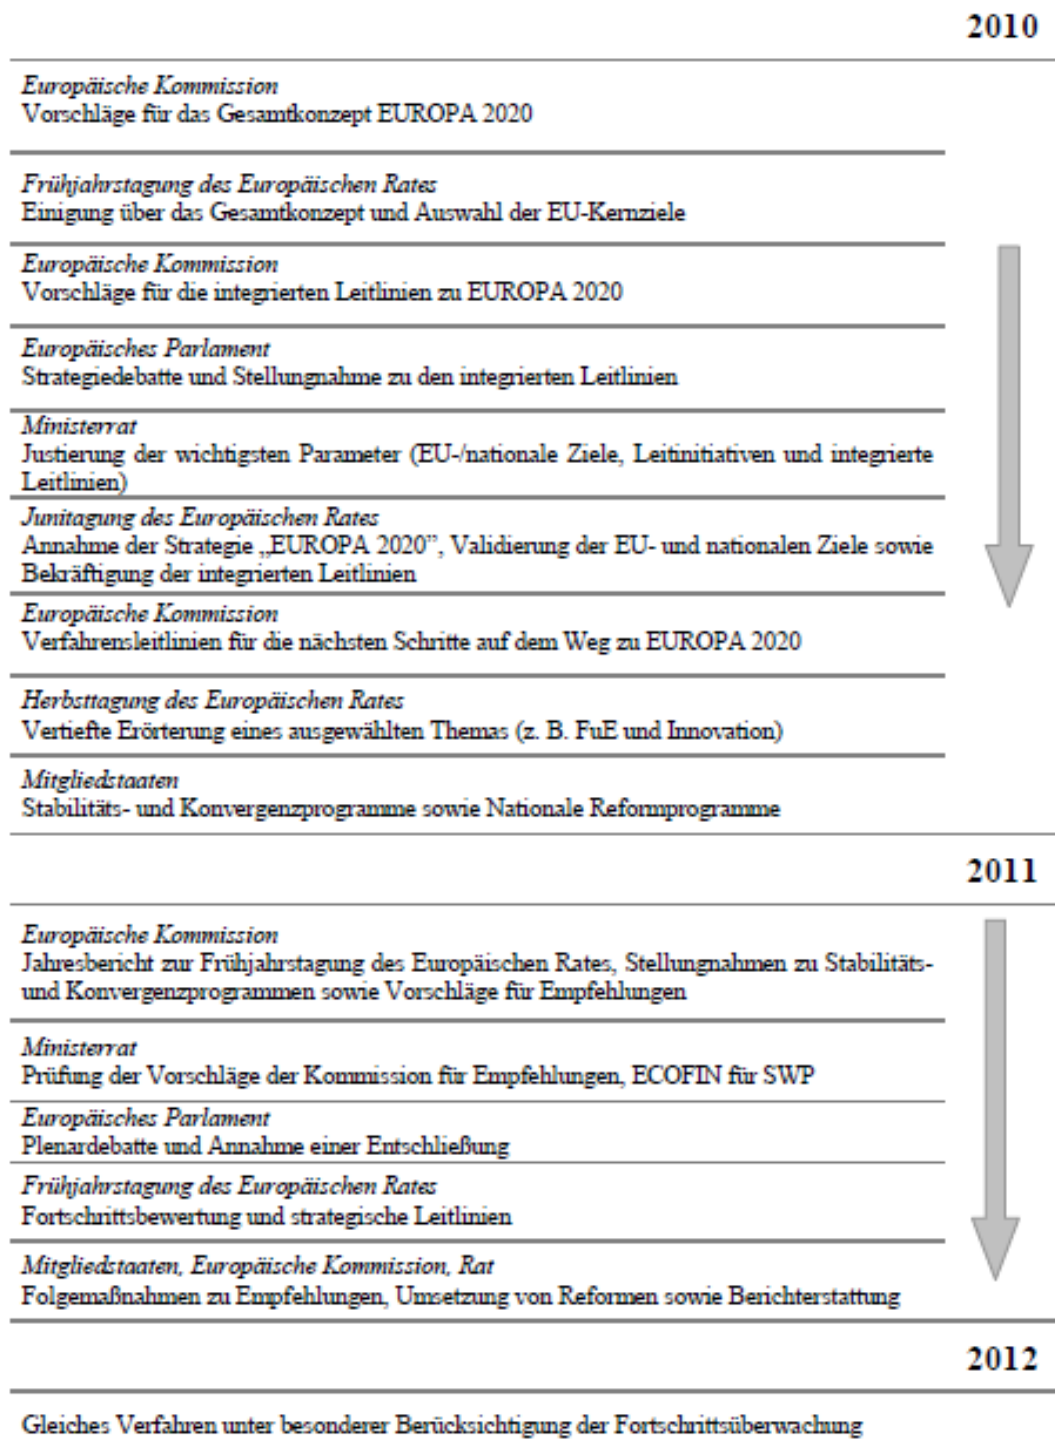 2010
Europäische Kommission
Vorschläge für das Gesamtkonzept EUROPA 2020
Frühjahrstagung des Europäischen Rates
Einigung über das Gesamtkonzept und Auswahl der EU-Kernziele
Europäische Kommission
Vorschläge für die integrierten Leitlinien zu EUROPA 2020
Europäisches Parlament
Strategiedebatte und Stellungnahme zu den integrierten Leitlinien
Ministerrat
Justierung der wichtigsten Parameter (EU-/nationale Ziele, Leitinitiativen und integrierte
Leitlinien)
Junitagung des Europäischen Rates
Annahme der Strategie „EUROPA 2020”, Validierung der EU- und nationalen Ziele sowie
Bekräftigung der integrierten Leitlinien
Europäische Kommission
Verfahrensleitlinien für die nächsten Schritte auf dem Weg zu EUROPA 2020
Herbsttagung des Europäischen Rates
Vertiefte Erörterung eines ausgewählten Themas (z. B. FuE und Innovation)
Mitgliedstaaten
Stabilitäts- und Konvergenzprogramme sowie Nationale Reformprogramme
2011
Europäische Kommission
Jahresbericht zur Frühjahrstagung des Europäischen Rates, Stellungnahmen zu Stabilitäts-
und Konvergenzprogrammen sowie Vorschläge für Empfehlungen
Ministerrat
Prüfung der Vorschläge der Kommission für Empfehlungen, ECOFIN für SWP
Europäisches Parlament
Plenardebatte und Annahme einer Entschließung
Frühjahrstagung des Europäischen Rates
Fortschrittsbewertung und strategische Leitlinien
Mitgliedstaaten, Europäische Kommission, Rat
Folgemaßnahmen zu Empfehlungen, Umsetzung von Reformen sowie Berichterstattung
2012
Gleiches Verfahren unter besonderer Berücksichtigung der Fortschrittsüberwachung